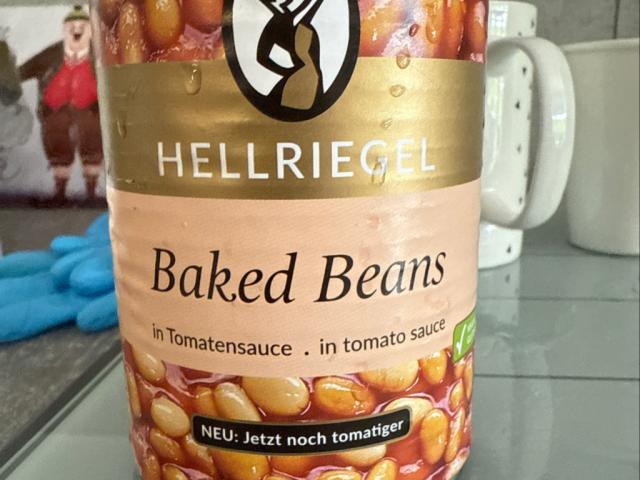 HELLRIEGEL
Baked Beans
in Tomatensauce . in tomato sauce
NEU: Jetzt noch tomatiger